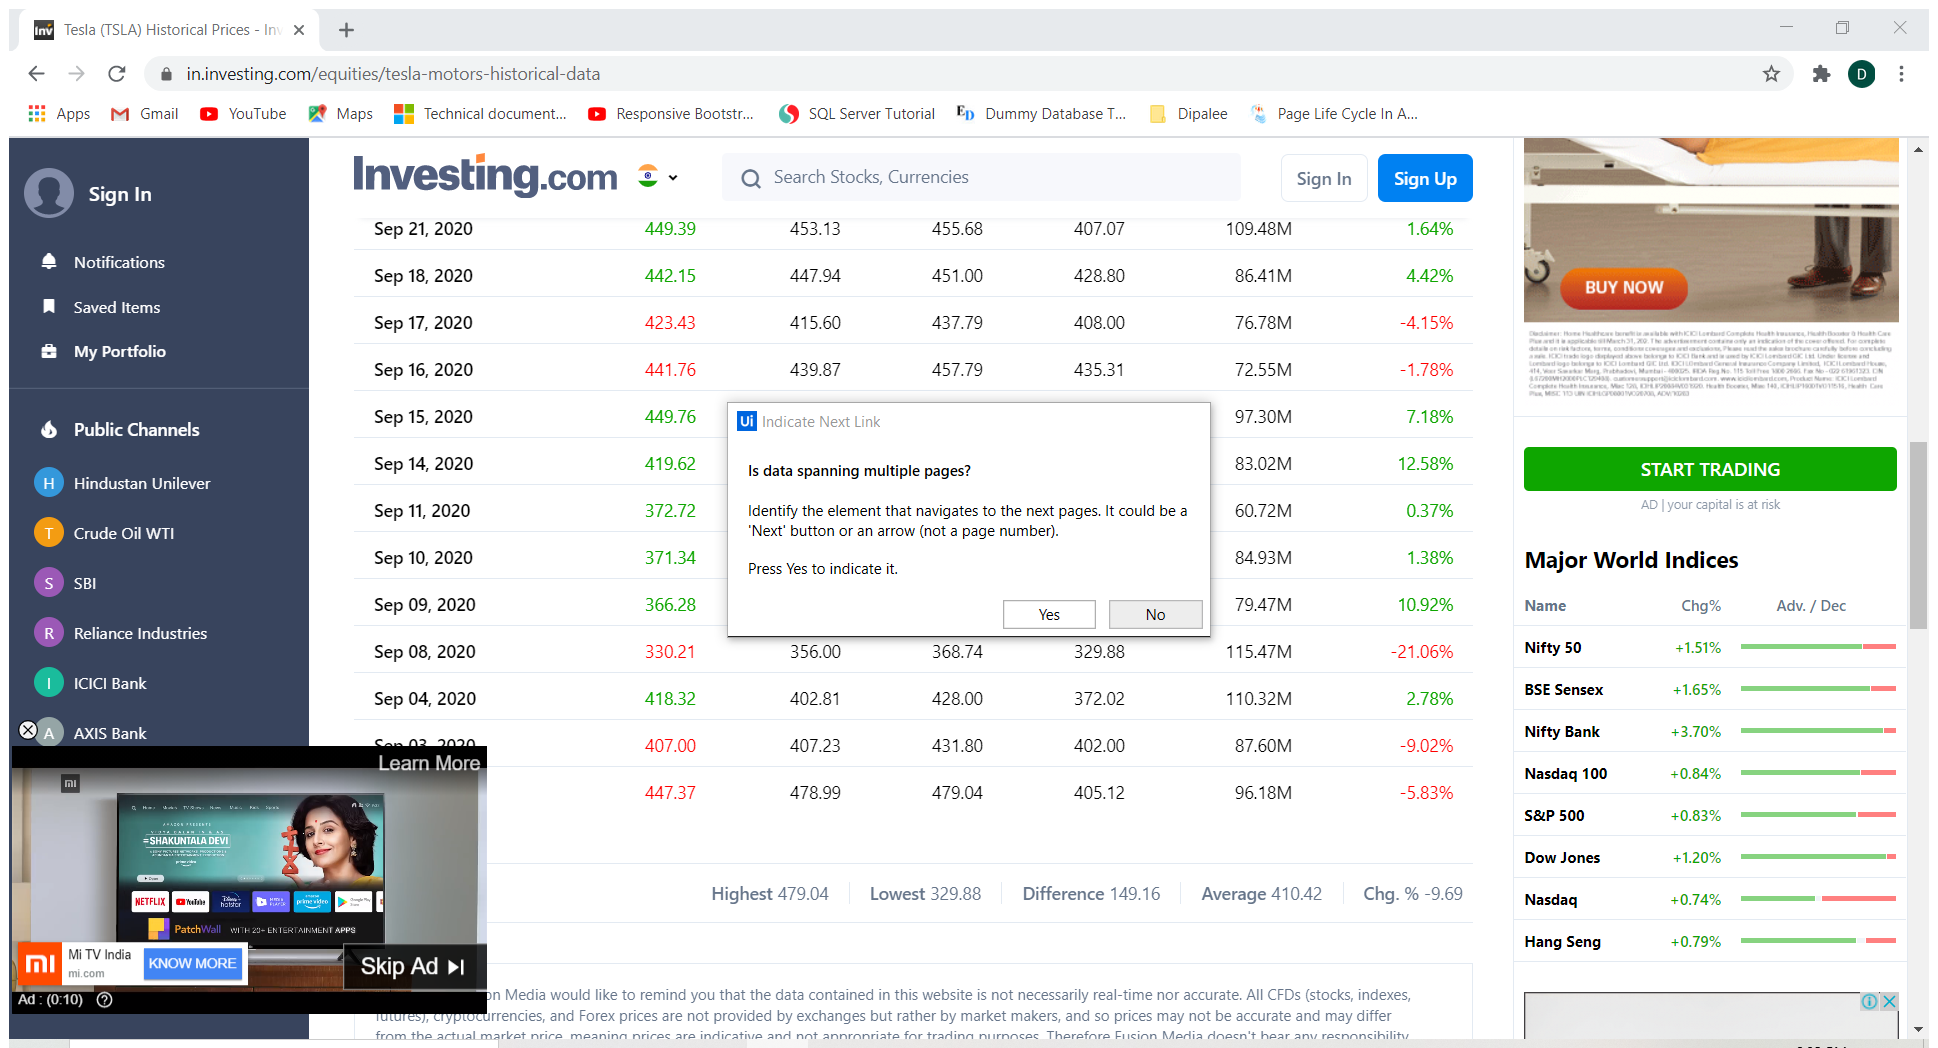 Tesla (TSLA) Historical Prices - Inv
in.investing.com/equities/tesla-motors-historical-data
D
Apps Gmail YouTube Maps Technical document... Responsive Bootstr... SQL Server Tutorial Dummy Database T... Dipalee Page Life Cycle In A...
Sign In
Notifications
Saved Items
My Portfolio
Public Channels
H Hindustan Unilever
T Crude Oil WTI
S SBI
R Reliance Industries
I ICICI Bank
A AXIS Bank
Investing.com
Search Stocks, Currencies
Sign In
Sign Up
Sep 21, 2020 449.39 453.13 455.68 407.07 109.48M 1.64%
Sep 18, 2020 442.15 447.94 451.00 428.80 86.41M 4.42%
Sep 17, 2020 423.43 415.60 437.79 408.00 76.78M -4.15%
Sep 16, 2020 441.76 439.87 457.79 435.31 72.55M -1.78%
Sep 15, 2020 449.76 97.30M 7.18%
Sep 14, 2020 419.62 83.02M 12.58%
Sep 11, 2020 372.72 60.72M 0.37%
Sep 10, 2020 371.34 84.93M 1.38%
Sep 09, 2020 366.28 79.47M 10.92%
Sep 08, 2020 330.21 356.00 368.74 329.88 115.47M -21.06%
Sep 04, 2020 418.32 402.81 428.00 372.02 110.32M 2.78%
Sep 03, 2020 407.00 407.23 431.80 402.00 87.60M -9.02%
447.37 478.99 479.04 405.12 96.18M -5.83%
Highest 479.04 Lowest 329.88 Difference 149.16 Average 410.42 Chg. % -9.69
Ui Indicate Next Link
Is data spanning multiple pages?
Identify the element that navigates to the next pages. It could be a
'Next' button or an arrow (not a page number).
Press Yes to indicate it.
Yes No
Learn More
mi
SHAKUNTALA DEVI
NETFLIX YouTube hotstar prime video
PatchWall WITH 20+ ENTERTAINMENT APPS
mi Mi TV India
mi.com
KNOW MORE
Skip Ad
Ad : (0:10)
on Media would like to remind you that the data contained in this website is not necessarily real-time nor accurate. All CFDs (stocks, indexes,
futures), cryptocurrencies, and Forex prices are not provided by exchanges but rather by market makers, and so prices may not be accurate and may differ
from the actual market price, meaning prices are indicative and not appropriate for trading purposes. Therefore Fusion Media doesn't bear any responsibility
BUY NOW
START TRADING
AD | your capital is at risk
Major World Indices
Name Chg% Adv. / Dec
Nifty 50 +1.51%
BSE Sensex +1.65%
Nifty Bank +3.70%
Nasdaq 100 +0.84%
S&P 500 +0.83%
Dow Jones +1.20%
Nasdaq +0.74%
Hang Seng +0.79%